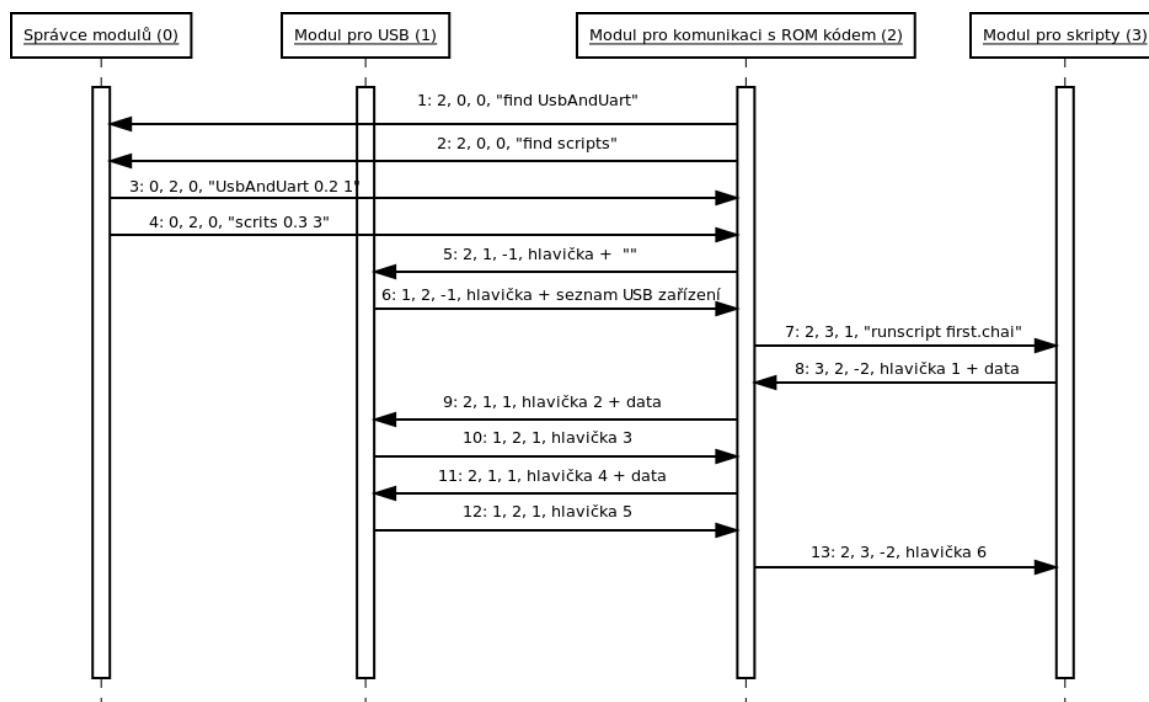 Správce modulů (0)
Modul pro USB (1)
Modul pro komunikaci s ROM kódem (2)
Modul pro skripty (3)
1: 2, 0, 0, "find UsbAndUart"
2: 2, 0, 0, "find scripts"
3: 0, 2, 0, "UsbAndUart 0.2 1"
4: 0, 2, 0, "scrits 0.3 3"
5: 2, 1, -1, hlavička + ""
6: 1, 2, -1, hlavička + seznam USB zařízení
7: 2, 3, 1, "runscript first.chai"
8: 3, 2, -2, hlavička 1 + data
9: 2, 1, 1, hlavička 2 + data
10: 1, 2, 1, hlavička 3
11: 2, 1, 1, hlavička 4 + data
12: 1, 2, 1, hlavička 5
13: 2, 3, -2, hlavička 6